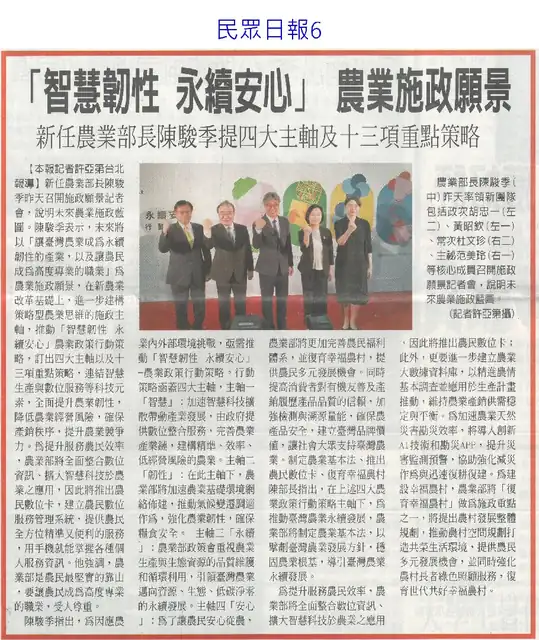 民眾日報6
「智慧韌性 永續安心」 農業施政願景
新任農業部長陳駿季提四大主軸及十三項重點策略
【本報記者許亞第台北
報導】新任農業部長陳駿
季昨天召開施政願景記者
會，說明未來農業施政藍
圖。陳駿季表示，未來將
以「讓臺灣農業成為永續
韌性的產業，以及讓農民
成為高度專業的職業」為
農業施政願景，在新農業
改革基礎上，進一步建構
策略型農業思維的施政主
軸，推動「智慧韌性 永
續安心」農業政策行動策
略，訂出四大主軸以及十
三項重點策略，連結智慧
生產與數位服務等科技元
素，全面提升農業韌性，
降低農業經營風險，確保
產銷秩序，提升農業競爭
力。為提升服務農民效率
，農業部將全面整合數位
資訊、擴大智慧科技於農
業之應用，因此將推出農
民數位卡，建立農民數位
服務管理系統，提供農民
全方位精準又便利的服務
，用手機就能掌握各種個
人服務資訊。他強調，農
業部是農民最堅實的靠山
，要讓農民成為高度專業
的職業，受人尊重。
陳駿季指出，為因應農
業內外部環境挑戰，亟需推
動「智慧韌性 永續安心」
農業政策行動策略，行動
策略涵蓋四大主軸，主軸一
「智慧」：加速智慧科技擴
散帶動產業發展，由政府提
供數位整合服務，完善農業
產業鏈，建構精準、效率、
低經營風險的農業。主軸二
「韌性」：在此主軸下，農
業部將加速農業基礎環境網
絡佈建，推動氣候變遷調適
作為，強化農業韌性，確保
糧食安全。 主軸三「永續
」：農業部政策會重視農業
生產與生態資源的品質維護
和循環利用，引領臺灣農業
邁向資源、生態、低碳淨零
的永續發展。主軸四「安心
」：為了讓農民安心從農，
農業部將更加完善農民福利
體系，並復育幸福農村，提
供農民多元發展機會。同時
提高消費者對有機友善及產
銷履歷產品品質的信賴，加
強檢測與溯源量能，確保農
產品安全，建立臺灣農品牌價
值，讓社會大眾支持臺灣農
業。制定農業基本法、推出
農民數位卡、復育幸福農村
陳部長指出，在上述四大農
業政策行動策略主軸下，為
推動臺灣農業永續發展，農
業部將制定農業基本法，以
擘劃臺灣農業發展方針，穩
固農業根基，導引臺灣農業
永續發展。
為提升服務農民效率，農
業部將全面整合數位資訊、
擴大智慧科技於農業之應用
，因此將推出農民數位卡；
此外，更要進一步建立農業
大數據資料庫，以精進農情
基本調查並應用於生產計畫
推動，維持農業產銷供需穩
定與平衡。為加速農業天然
災害勘災效率，將導入創新
AI技術和勘災APP，提升災
害監測預警，協助強化減災
作為與迅速復耕復建。為建
設幸福農村，農業部將「復
育幸福農村」做為施政重點
之一，將提出農村發展整體
規劃，推動農村空間規劃打
造共業生活環境，提供農民
多元發展機會，並同時強化
農村長者綠色照顧服務，復
育世代共好幸福農村。
農業部長陳駿季(
中)昨天率領新團隊
包括政次胡忠一(左
二)、黃昭欽(左一)
、常次杜文珍(右二)
、主秘范美玲(右一)
等核心成員召開施政
願景記者會，說明未
來農業施政藍圖。
(記者許亞第攝)
永續安